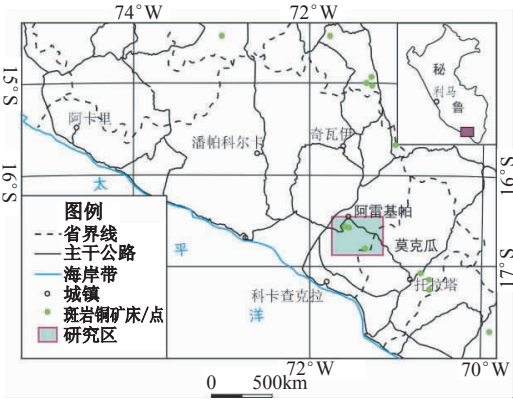 74°W
72°W
15°S
16°S
16°S
17°S
秘
利马
鲁
阿卡里
潘帕科尔卡
奇瓦伊
太
平
洋
阿雷基帕
莫克瓜
托拉塔
科卡查克拉
图例
省界线
主干公路
海岸带
城镇
斑岩铜矿床/点
研究区
72°W
70°W
0 500km